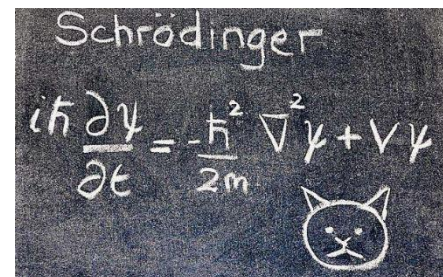 Schrödinger
iħ ∂ψ/∂t = -ħ²/2m ∇²ψ + Vψ